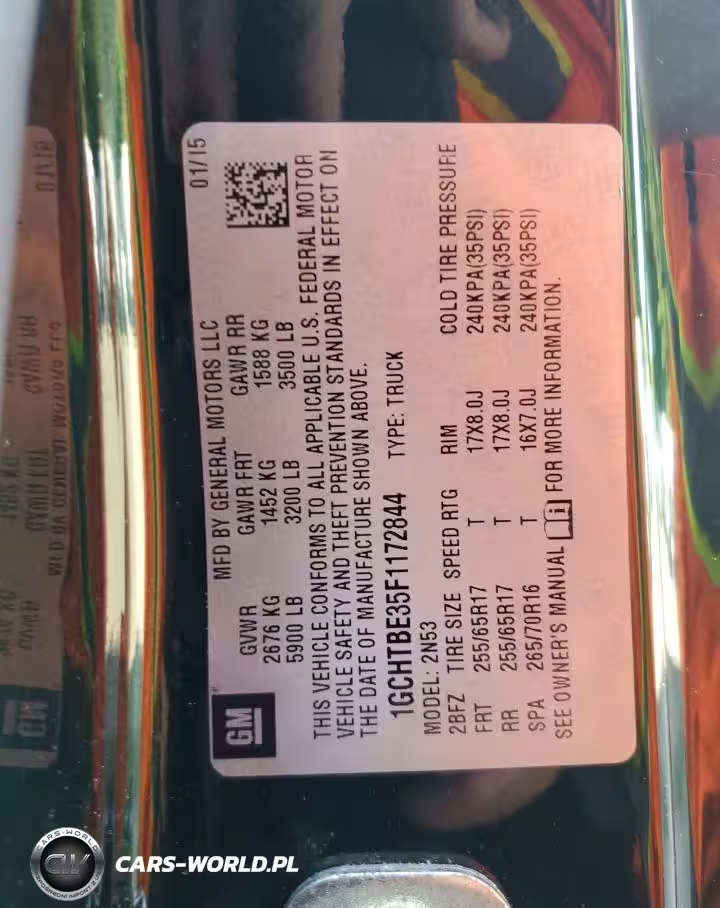 GM
MFD BY GENERAL MOTORS LLC 01/15
GVWR GAWR FRT GAWR RR
2676 KG 1452 KG 1588 KG
5900 LB 3200 LB 3500 LB
THIS VEHICLE CONFORMS TO ALL APPLICABLE U.S. FEDERAL MOTOR
VEHICLE SAFETY AND THEFT PREVENTION STANDARDS IN EFFECT ON
THE DATE OF MANUFACTURE SHOWN ABOVE.
1GCHTBE35F1172844 TYPE: TRUCK
MODEL: 2N53
2BFZ TIRE SIZE SPEED RTG RIM COLD TIRE PRESSURE
FRT 255/65R17 T 17X8.0J 240KPA(35PSI)
RR 255/65R17 T 17X8.0J 240KPA(35PSI)
SPA 265/70R16 T 16X7.0J 240KPA(35PSI)
SEE OWNER'S MANUAL FOR MORE INFORMATION.
CARS-WORLD
CW
CARS-WORLD.PL